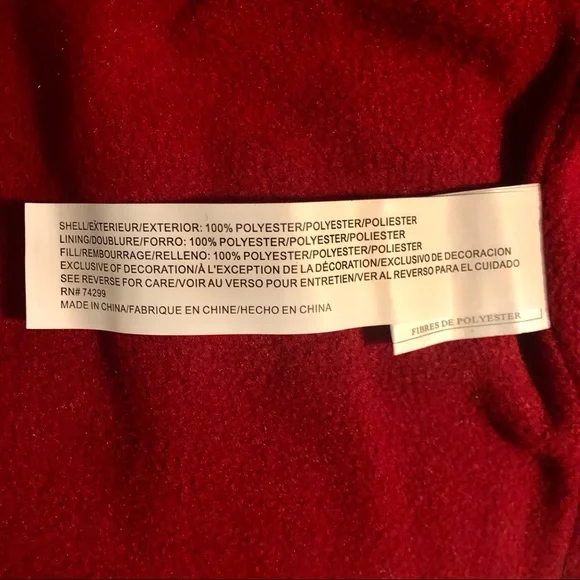 SHELL/EXTERIEUR/EXTERIOR: 100% POLYESTER/POLYESTER/POLIESTER
LINING/DOUBLURE/FORRO: 100% POLYESTER/POLYESTER/POLIESTER
FILL/REMBOURRAGE/RELLENO: 100% POLYESTER/POLYESTER/POLIESTER
EXCLUSIVE OF DECORATION/À L'EXCEPTION DE LA DÉCORATION/EXCLUSIVO DE DECORACION
SEE REVERSE FOR CARE/VOIR AU VERSO POUR ENTRETIEN/VER AL REVERSO PARA EL CUIDADO
RN# 74299
MADE IN CHINA/FABRIQUE EN CHINE/HECHO EN CHINA
FIBRES DE POLYESTER